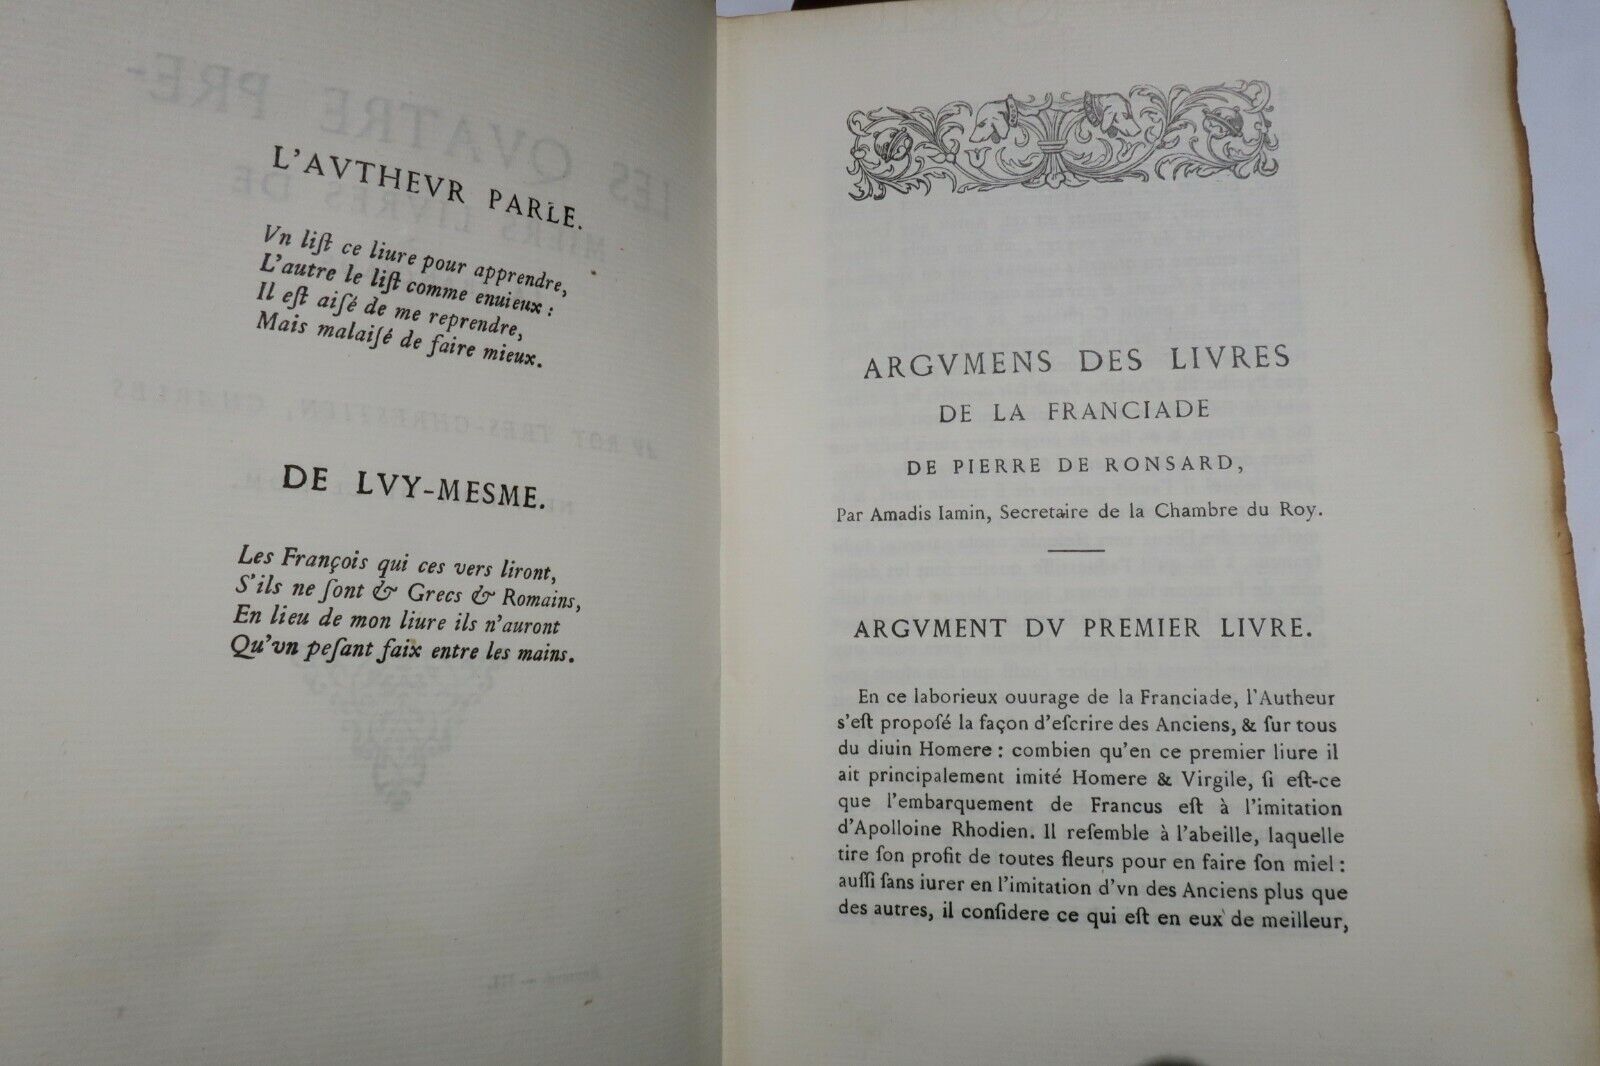 L'AVTHEVR PARLE.
Vn liſt ce liure pour apprendre,
L'autre le liſt comme enuieux :
Il eſt aiſé de me reprendre,
Mais malaiſé de faire mieux.
DE LVY-MESME.
Les François qui ces vers liront,
S'ils ne ſont & Grecs & Romains,
En lieu de mon liure ils n'auront
Qu'vn peſant faix entre les mains.
ARGVMENS DES LIVRES
DE LA FRANCIADE
DE PIERRE DE RONSARD,
Par Amadis Iamin, Secretaire de la Chambre du Roy.
ARGVMENT DV PREMIER LIVRE.
En ce laborieux ouurage de la Franciade, l'Autheur
s'eſt propoſé la façon d'eſcrire des Anciens, & ſur tous
du diuin Homere : combien qu'en ce premier liure il
ait principalement imité Homere & Virgile, ſi eſt-ce
que l'embarquement de Francus eſt à l'imitation
d'Apolloine Rhodien. Il reſemble à l'abeille, laquelle
tire ſon profit de toutes fleurs pour en faire ſon miel :
auſſi ſans iurer en l'imitation d'vn des Anciens plus que
des autres, il conſidere ce qui eſt en eux de meilleur,